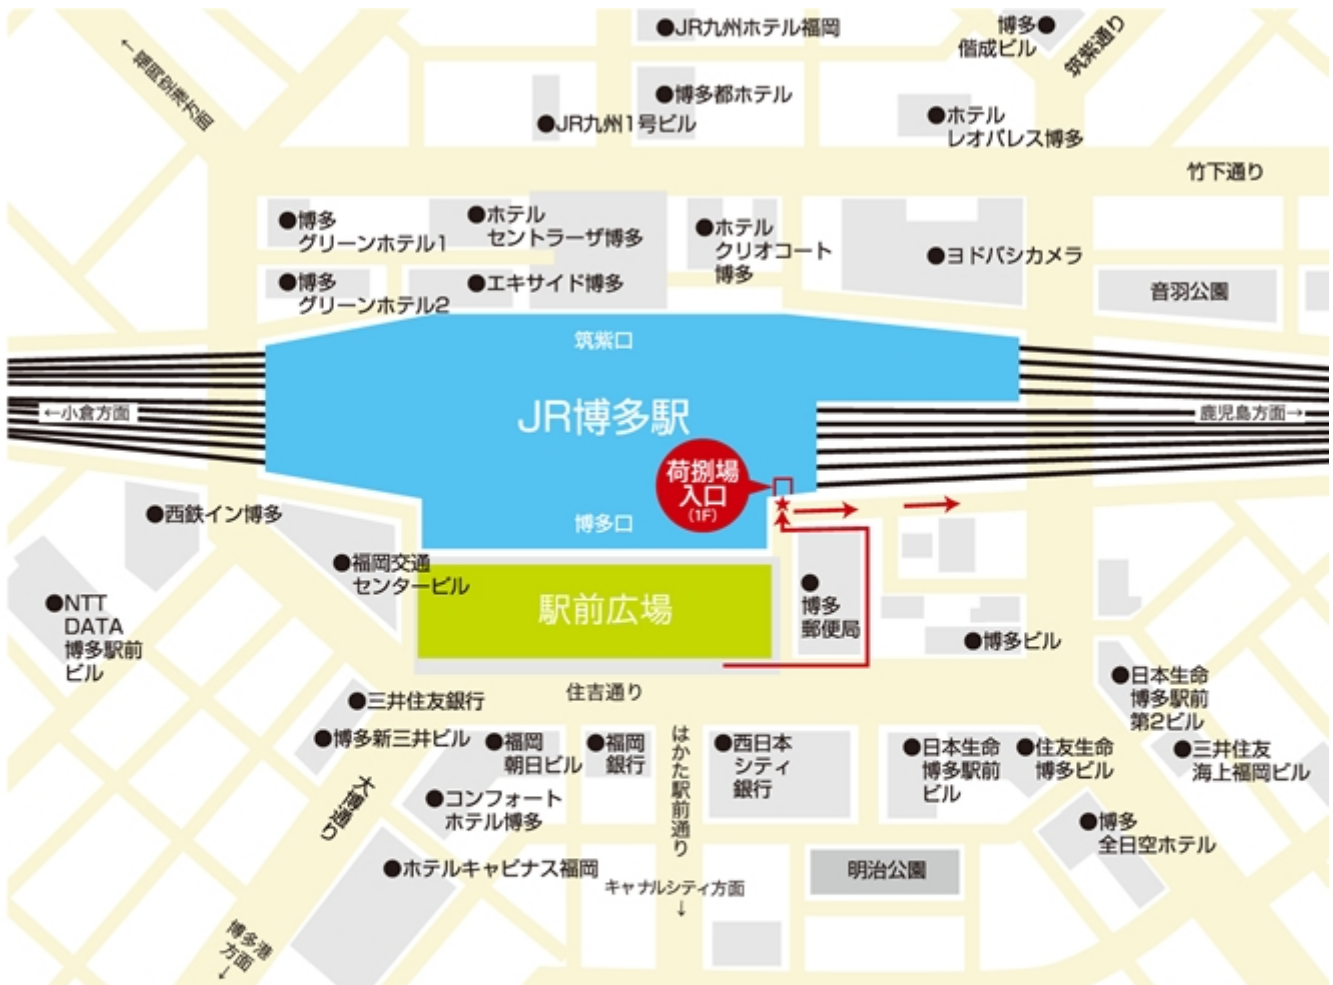 ●JR九州ホテル福岡
博多●
偕成ビル
筑紫通り
↑福岡空港方面
●博多都ホテル
●JR九州1号ビル
●ホテル
レオパレス博多
竹下通り
●博多
グリーンホテル1
●ホテル
セントラーザ博多
●ホテル
クリオコート
博多
●ヨドバシカメラ
●博多
グリーンホテル2
●エキサイド博多
音羽公園
筑紫口
JR博多駅
←小倉方面
鹿児島方面→
荷捌場
入口
(1F)
博多口
●西鉄イン博多
●福岡交通
センタービル
駅前広場
●
博多
郵便局
●NTT
DATA
博多駅前
ビル
●博多ビル
●日本生命
博多駅前
第2ビル
住吉通り
●三井住友銀行
●博多新三井ビル
●福岡
朝日ビル
●福岡
銀行
はかた駅前通り
●西日本
シティ
銀行
●日本生命
博多駅前
ビル
●住友生命
博多ビル
●三井住友
海上福岡ビル
大博通り
●コンフォート
ホテル博多
●博多
全日空ホテル
●ホテルキャビナス福岡
キャナルシティ方面
↓
明治公園
博多港
方面
↓